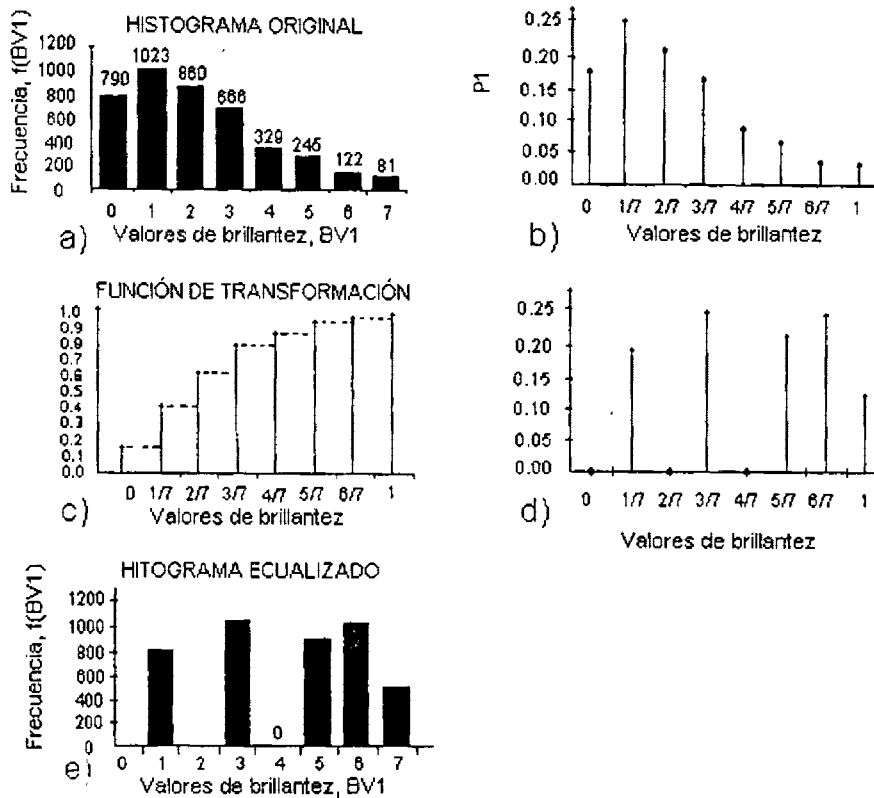 HISTOGRAMA ORIGINAL
Frecuencia, f(BV1)
1200
1000
800
600
400
200
0
790
1023
860
666
329
245
122
81
0 1 2 3 4 5 6 7
a)
Valores de brillantez, BV1
P1
0.25
0.20
0.15
0.10
0.05
0.00
0 1/7 2/7 3/7 4/7 5/7 6/7 1
b)
Valores de brillantez
FUNCIÓN DE TRANSFORMACIÓN
1.0
0.9
0.8
0.7
0.6
0.5
0.4
0.3
0.2
0.1
0.0
0 1/7 2/7 3/7 4/7 5/7 6/7 1
c)
Valores de brillantez
0.25
0.20
0.15
0.10
0.05
0.00
0 1/7 2/7 3/7 4/7 5/7 6/7 1
d)
Valores de brillantez
HITOGRAMA ECUALIZADO
Frecuencia, f(BV1)
1200
1000
800
600
400
200
0
0
0 1 2 3 4 5 6 7
e)
Valores de brillantez, BV1